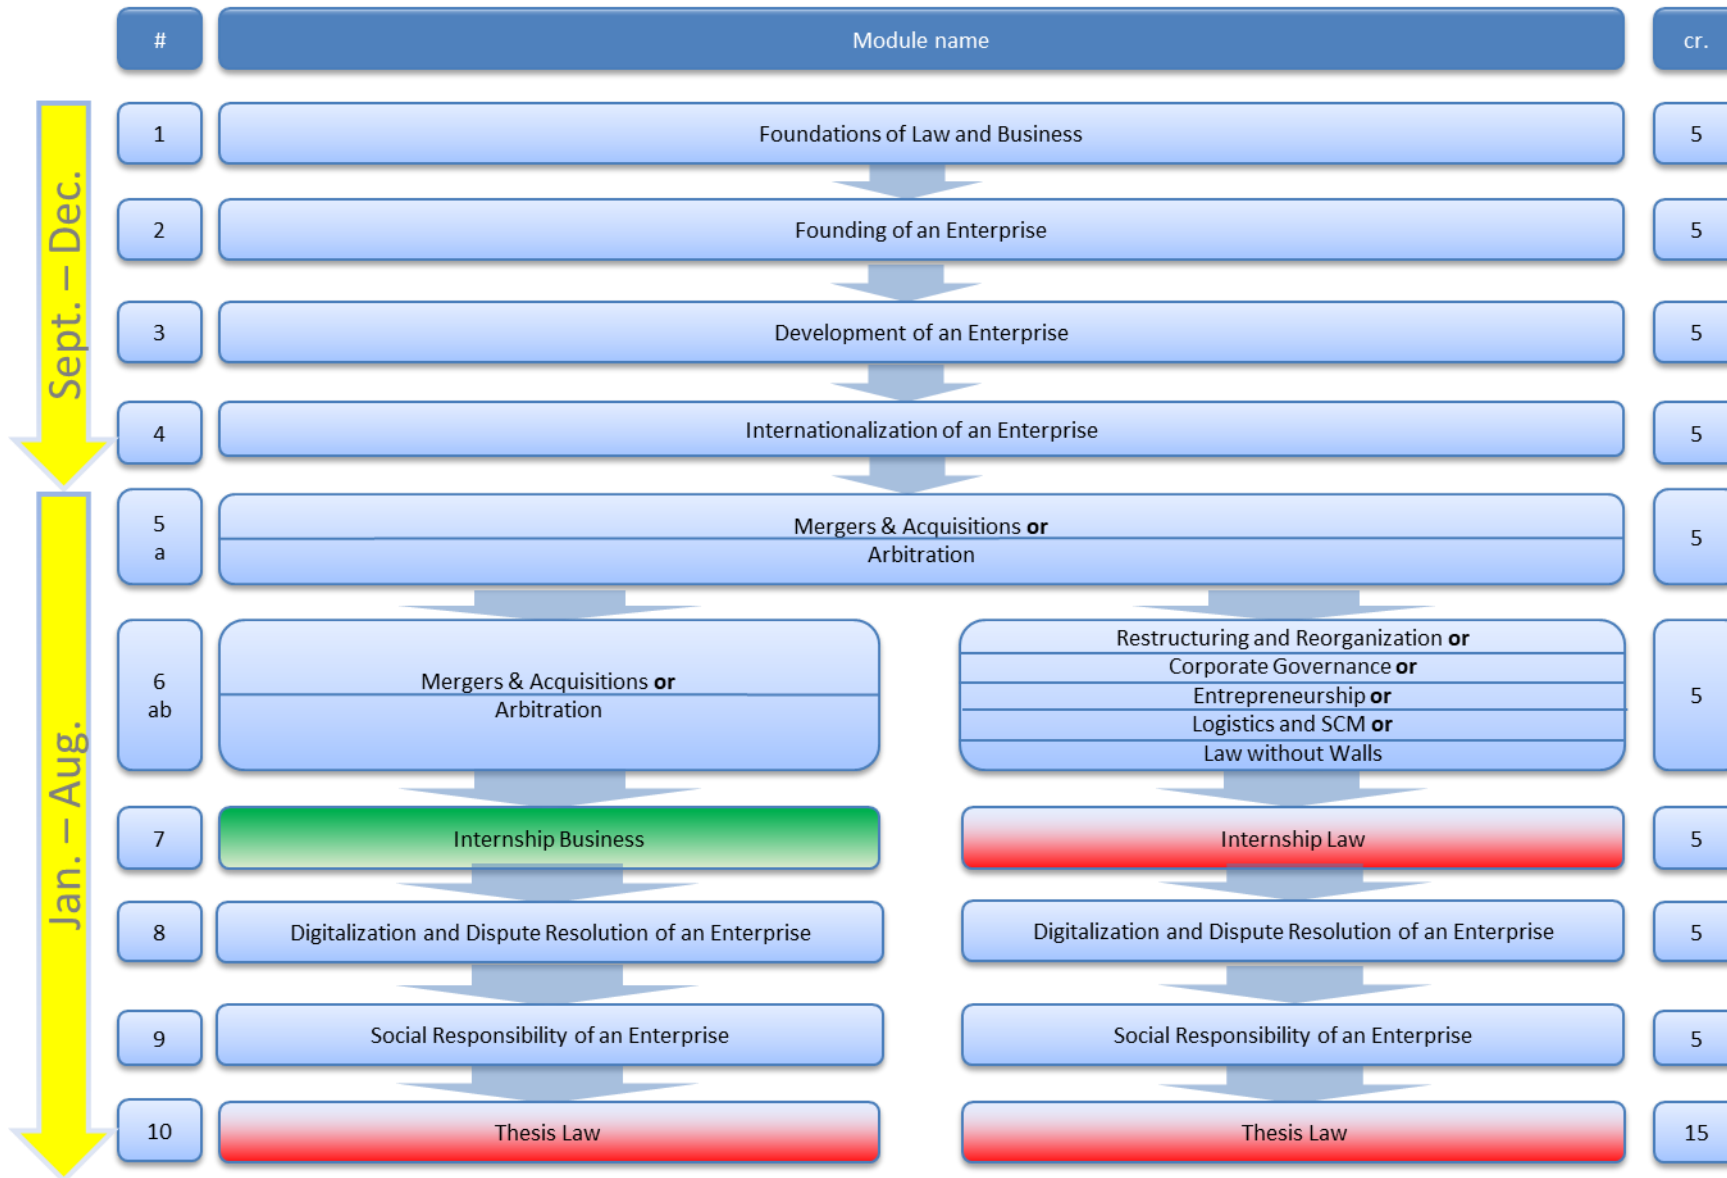 # Module name cr.
1 Foundations of Law and Business 5
2 Founding of an Enterprise 5
3 Development of an Enterprise 5
4 Internationalization of an Enterprise 5
Sept. – Dec.
5
a
Mergers & Acquisitions or
Arbitration
5
6
ab
Mergers & Acquisitions or
Arbitration
Restructuring and Reorganization or
Corporate Governance or
Entrepreneurship or
Logistics and SCM or
Law without Walls
5
7 Internship Business Internship Law 5
8 Digitalization and Dispute Resolution of an Enterprise Digitalization and Dispute Resolution of an Enterprise 5
9 Social Responsibility of an Enterprise Social Responsibility of an Enterprise 5
10 Thesis Law Thesis Law 15
Jan. – Aug.